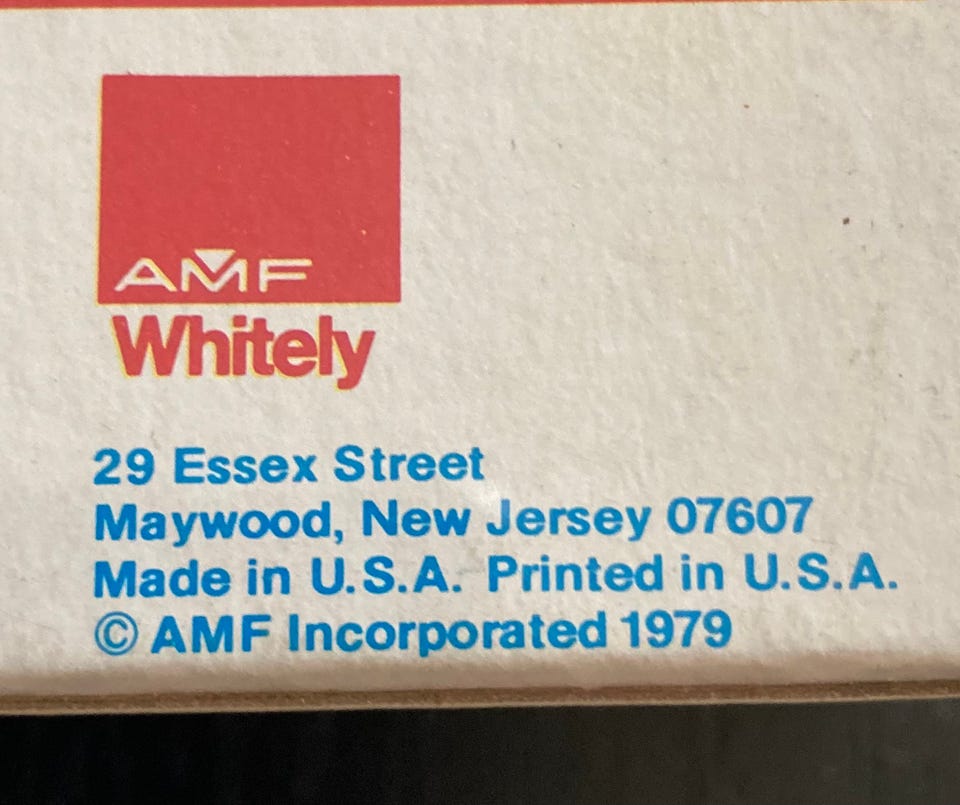 AMF
Whitely
29 Essex Street
Maywood, New Jersey 07607
Made in U.S.A. Printed in U.S.A.
© AMF Incorporated 1979